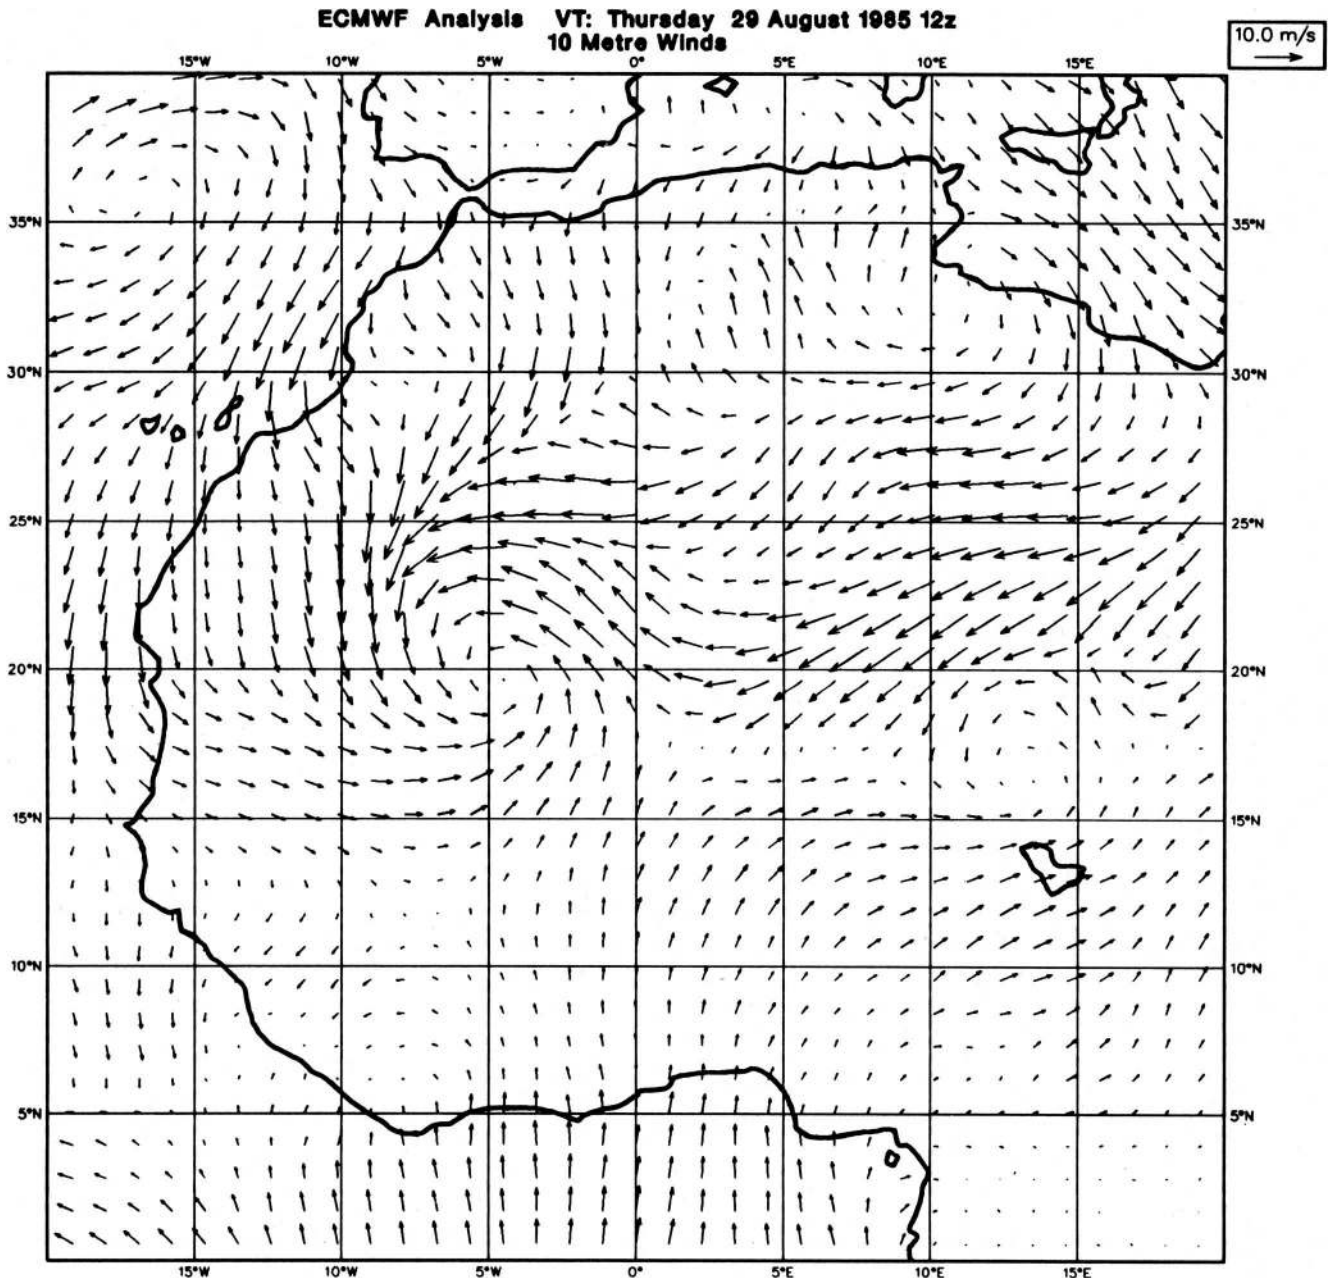 ECMWF Analysis VT: Thursday 29 August 1985 12z
10 Metre Winds
10.0 m/s
15°W 10°W 5°W 0° 5°E 10°E 15°E
35°N 35°N
30°N 30°N
25°N 25°N
20°N 20°N
15°N 15°N
10°N 10°N
5°N 5°N
15°W 10°W 5°W 0° 5°E 10°E 15°E